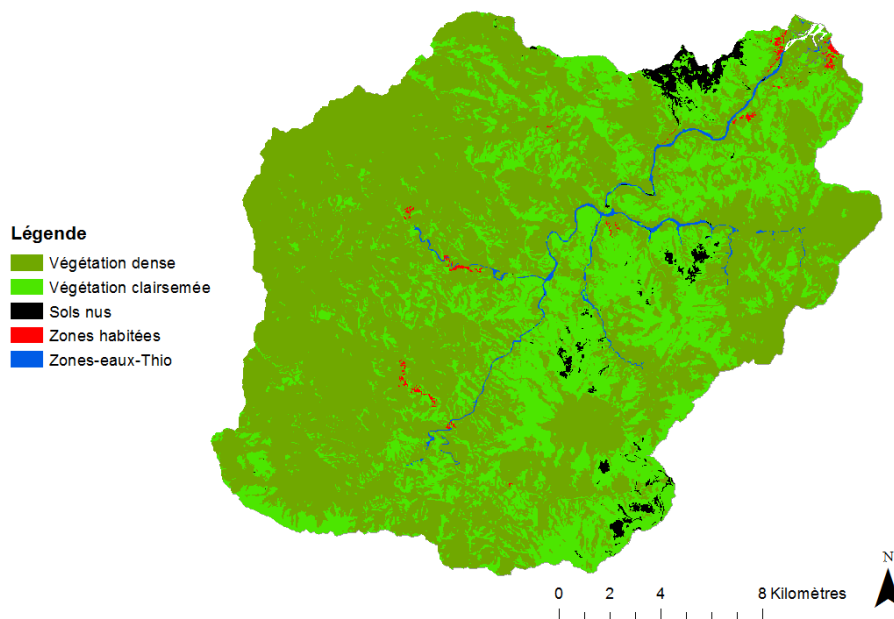 Légende
Végétation dense
Végétation clairsemée
Sols nus
Zones habitées
Zones-eaux-Thio
N
0 2 4 8 Kilomètres